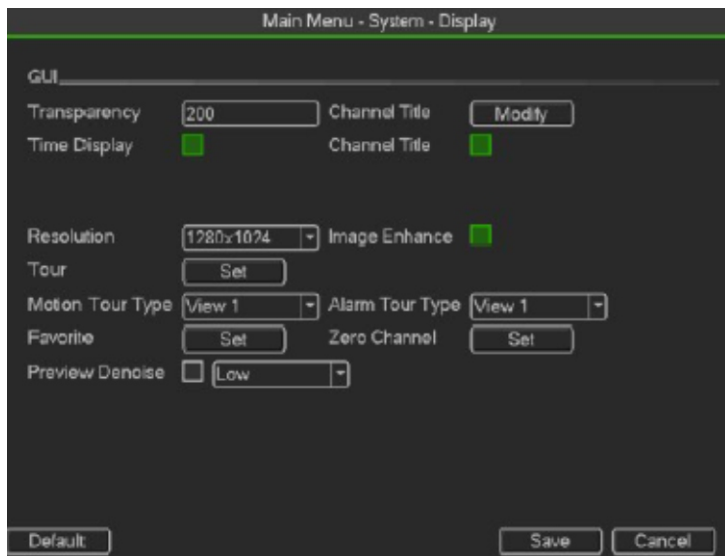 Main Menu - System - Display
GUI
Transparency 200 Channel Title Modify
Time Display Channel Title
Resolution 1280x1024 Image Enhance
Tour Set
Motion Tour Type View 1 Alarm Tour Type View 1
Favorite Set Zero Channel Set
Preview Denoise Low
Default Save Cancel